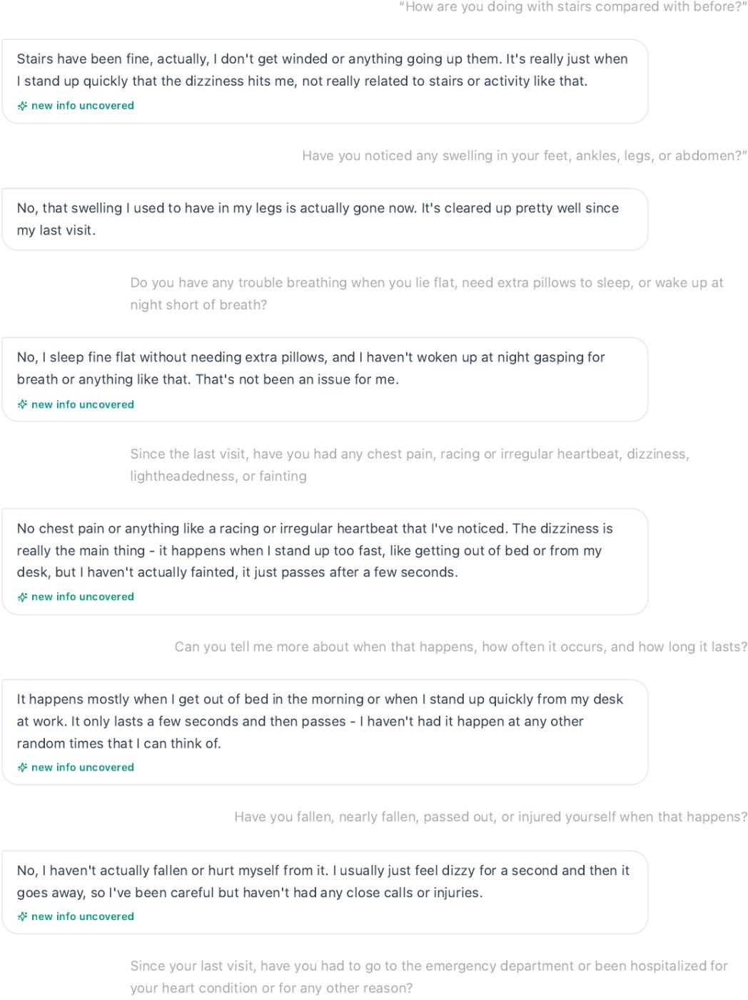 “How are you doing with stairs compared with before?”
Stairs have been fine, actually, I don't get winded or anything going up them. It's really just when
I stand up quickly that the dizziness hits me, not really related to stairs or activity like that.
new info uncovered
Have you noticed any swelling in your feet, ankles, legs, or abdomen?”
No, that swelling I used to have in my legs is actually gone now. It's cleared up pretty well since
my last visit.
Do you have any trouble breathing when you lie flat, need extra pillows to sleep, or wake up at
night short of breath?
No, I sleep fine flat without needing extra pillows, and I haven't woken up at night gasping for
breath or anything like that. That's not been an issue for me.
new info uncovered
Since the last visit, have you had any chest pain, racing or irregular heartbeat, dizziness,
lightheadedness, or fainting
No chest pain or anything like a racing or irregular heartbeat that I've noticed. The dizziness is
really the main thing - it happens when I stand up too fast, like getting out of bed or from my
desk, but I haven't actually fainted, it just passes after a few seconds.
new info uncovered
Can you tell me more about when that happens, how often it occurs, and how long it lasts?
It happens mostly when I get out of bed in the morning or when I stand up quickly from my desk
at work. It only lasts a few seconds and then passes - I haven't had it happen at any other
random times that I can think of.
new info uncovered
Have you fallen, nearly fallen, passed out, or injured yourself when that happens?
No, I haven't actually fallen or hurt myself from it. I usually just feel dizzy for a second and then it
goes away, so I've been careful but haven't had any close calls or injuries.
new info uncovered
Since your last visit, have you had to go to the emergency department or been hospitalized for
your heart condition or for any other reason?